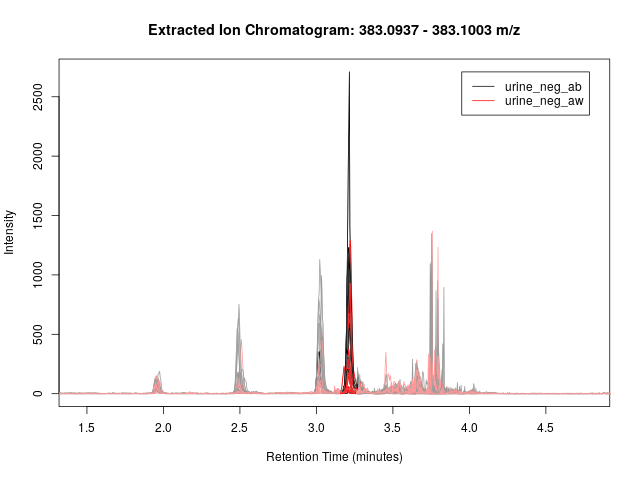 Extracted Ion Chromatogram: 383.0937 - 383.1003 m/z
urine_neg_ab
urine_neg_aw
Intensity
2500
2000
1500
1000
500
0
1.5 2.0 2.5 3.0 3.5 4.0 4.5
Retention Time (minutes)